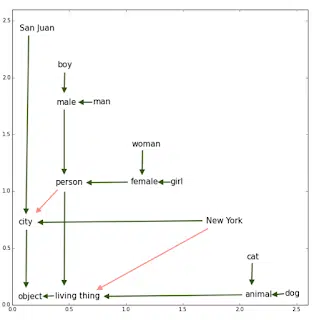 2.5
San Juan
boy
2.0
male
man
1.5
woman
person
female
girl
1.0
city
New York
0.5
cat
object
living thing
animal
dog
0.0
0.0
0.5
1.0
1.5
2.0
2.5